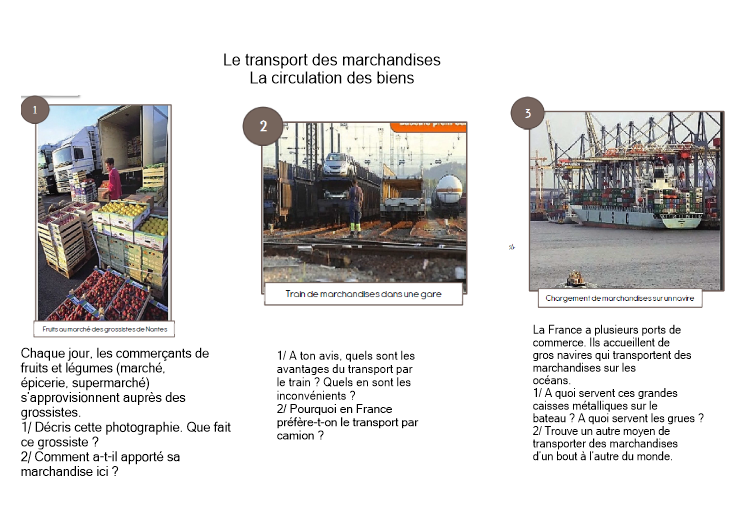 Le transport des marchandises
La circulation des biens
1
Fruits au marché des grossistes de Nantes
Chaque jour, les commerçants de
fruits et légumes (marché,
épicerie, supermarché)
s'approvisionnent auprès des
grossistes.
1/ Décris cette photographie. Que fait
ce grossiste ?
2/ Comment a-t-il apporté sa
marchandise ici ?
2
Train de marchandises dans une gare
1/ A ton avis, quels sont les
avantages du transport par
le train ? Quels en sont les
inconvénients ?
2/ Pourquoi en France
préfère-t-on le transport par
camion ?
3
Chargement de marchandises sur un navire
La France a plusieurs ports de
commerce. Ils accueillent de
gros navires qui transportent des
marchandises sur les
océans.
1/ A quoi servent ces grandes
caisses métalliques sur le
bateau ? A quoi servent les grues ?
2/ Trouve un autre moyen de
transporter des marchandises
d'un bout à l'autre du monde.